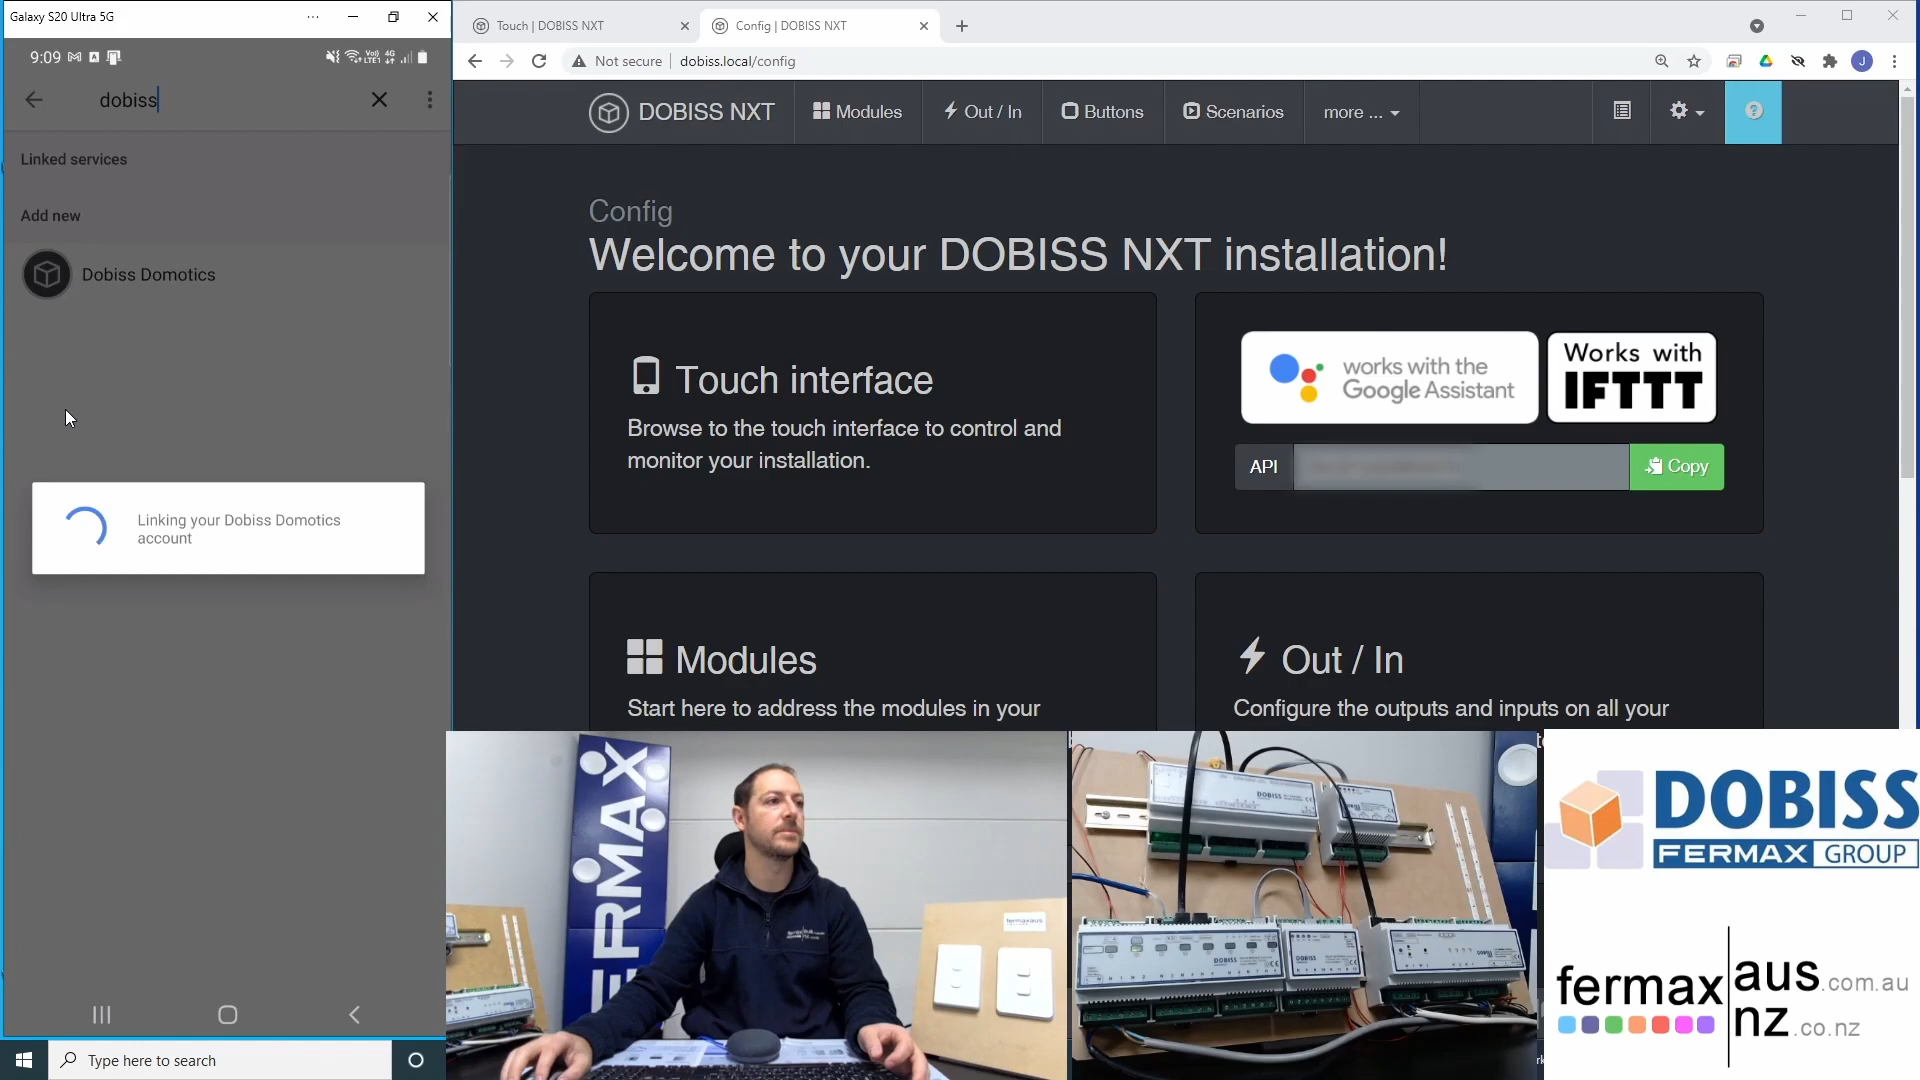 Galaxy S20 Ultra 5G
9:09
dobiss
Linked services
Add new
Dobiss Domotics
Linking your Dobiss Domotics
account
Type here to search
Touch | DOBISS NXT
Config | DOBISS NXT
Not secure
dobiss.local/config
J
DOBISS NXT
Modules
Out / In
Buttons
Scenarios
more ...
Config
Welcome to your DOBISS NXT installation!
Touch interface
Browse to the touch interface to control and
monitor your installation.
works with the
Google Assistant
Works with
IFTTT
API
Copy
Modules
Start here to address the modules in your
Out / In
Configure the outputs and inputs on all your
ERMAX
fermaxaus
DOBISS
DOBISS
DOBISS
DOBISS
FERMAX GROUP
fermax
aus.com.au
nz.co.nz